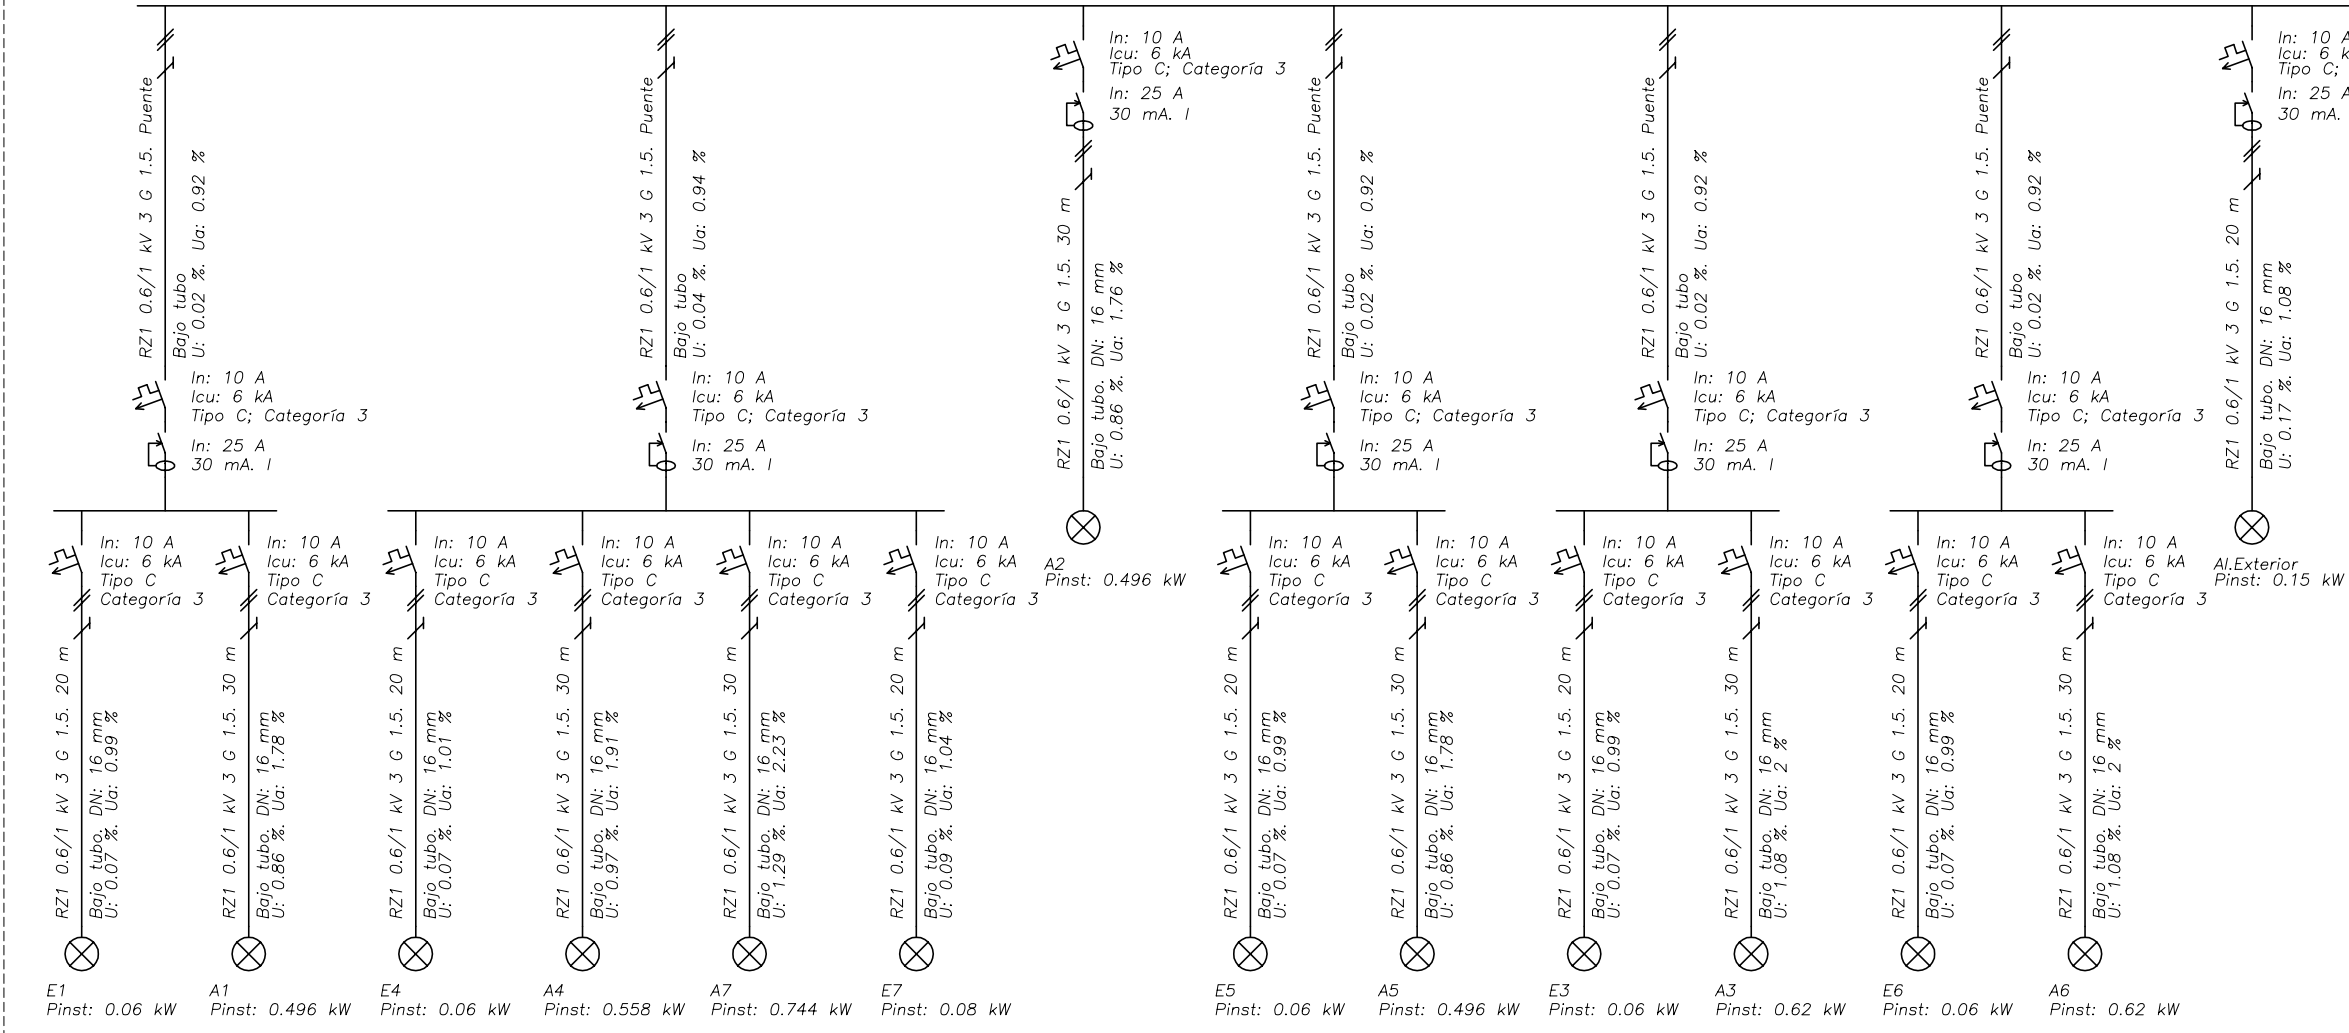 RZ1 0.6/1 kV 3 G 1.5. Puente
Bajo tubo
U: 0.02 %. Ua: 0.92 %
In: 10 A
Icu: 6 kA
Tipo C; Categoría 3
In: 25 A
30 mA. I
RZ1 0.6/1 kV 3 G 1.5. Puente
Bajo tubo
U: 0.04 %. Ua: 0.94 %
In: 10 A
Icu: 6 kA
Tipo C; Categoría 3
In: 25 A
30 mA. I
In: 10 A
Icu: 6 kA
Tipo C; Categoría 3
In: 25 A
30 mA. I
RZ1 0.6/1 kV 3 G 1.5. 30 m
Bajo tubo. DN: 16 mm
U: 0.86 %. Ua: 1.76 %
A2
Pinst: 0.496 kW
RZ1 0.6/1 kV 3 G 1.5. Puente
Bajo tubo
U: 0.02 %. Ua: 0.92 %
In: 10 A
Icu: 6 kA
Tipo C; Categoría 3
In: 25 A
30 mA. I
RZ1 0.6/1 kV 3 G 1.5. Puente
Bajo tubo
U: 0.02 %. Ua: 0.92 %
In: 10 A
Icu: 6 kA
Tipo C; Categoría 3
In: 25 A
30 mA. I
RZ1 0.6/1 kV 3 G 1.5. Puente
Bajo tubo
U: 0.02 %. Ua: 0.92 %
In: 10 A
Icu: 6 kA
Tipo C; Categoría 3
In: 25 A
30 mA. I
In: 10 A
Icu: 6 k
Tipo C;
In: 25 A
30 mA.
RZ1 0.6/1 kV 3 G 1.5. 20 m
Bajo tubo. DN: 16 mm
U: 0.17 %. Ua: 1.08 %
Al.Exterior
Pinst: 0.15 kW
In: 10 A
Icu: 6 kA
Tipo C
Categoría 3
RZ1 0.6/1 kV 3 G 1.5. 20 m
Bajo tubo. DN: 16 mm
U: 0.07 %. Ua: 0.99 %
E1
Pinst: 0.06 kW
In: 10 A
Icu: 6 kA
Tipo C
Categoría 3
RZ1 0.6/1 kV 3 G 1.5. 30 m
Bajo tubo. DN: 16 mm
U: 0.86 %. Ua: 1.78 %
A1
Pinst: 0.496 kW
In: 10 A
Icu: 6 kA
Tipo C
Categoría 3
RZ1 0.6/1 kV 3 G 1.5. 20 m
Bajo tubo. DN: 16 mm
U: 0.07 %. Ua: 1.01 %
E4
Pinst: 0.06 kW
In: 10 A
Icu: 6 kA
Tipo C
Categoría 3
RZ1 0.6/1 kV 3 G 1.5. 30 m
Bajo tubo. DN: 16 mm
U: 0.97 %. Ua: 1.91 %
A4
Pinst: 0.558 kW
In: 10 A
Icu: 6 kA
Tipo C
Categoría 3
RZ1 0.6/1 kV 3 G 1.5. 30 m
Bajo tubo. DN: 16 mm
U: 1.29 %. Ua: 2.23 %
A7
Pinst: 0.744 kW
In: 10 A
Icu: 6 kA
Tipo C
Categoría 3
RZ1 0.6/1 kV 3 G 1.5. 20 m
Bajo tubo. DN: 16 mm
U: 0.09 %. Ua: 1.04 %
E7
Pinst: 0.08 kW
In: 10 A
Icu: 6 kA
Tipo C
Categoría 3
RZ1 0.6/1 kV 3 G 1.5. 20 m
Bajo tubo. DN: 16 mm
U: 0.07 %. Ua: 0.99 %
E5
Pinst: 0.06 kW
In: 10 A
Icu: 6 kA
Tipo C
Categoría 3
RZ1 0.6/1 kV 3 G 1.5. 30 m
Bajo tubo. DN: 16 mm
U: 0.86 %. Ua: 1.78 %
A5
Pinst: 0.496 kW
In: 10 A
Icu: 6 kA
Tipo C
Categoría 3
RZ1 0.6/1 kV 3 G 1.5. 20 m
Bajo tubo. DN: 16 mm
U: 0.07 %. Ua: 0.99 %
E3
Pinst: 0.06 kW
In: 10 A
Icu: 6 kA
Tipo C
Categoría 3
RZ1 0.6/1 kV 3 G 1.5. 30 m
Bajo tubo. DN: 16 mm
U: 1.08 %. Ua: 2 %
A3
Pinst: 0.62 kW
In: 10 A
Icu: 6 kA
Tipo C
Categoría 3
RZ1 0.6/1 kV 3 G 1.5. 20 m
Bajo tubo. DN: 16 mm
U: 0.07 %. Ua: 0.99 %
E6
Pinst: 0.06 kW
In: 10 A
Icu: 6 kA
Tipo C
Categoría 3
RZ1 0.6/1 kV 3 G 1.5. 30 m
Bajo tubo. DN: 16 mm
U: 1.08 %. Ua: 2 %
A6
Pinst: 0.62 kW